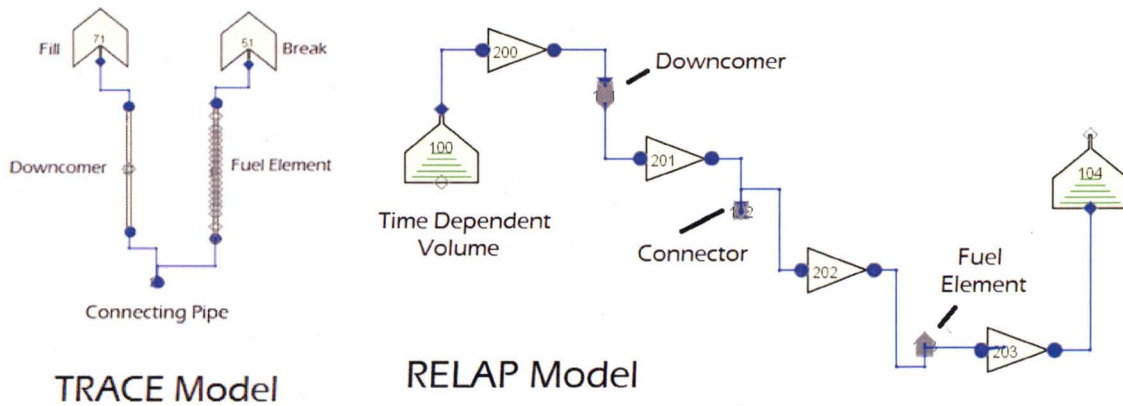 Fill
71
51
Break
Downcomer
Fuel Element
Connecting Pipe
TRACE Model
200
Downcomer
100
201
104
Time Dependent
Volume
Connector
202
Fuel
Element
203
RELAP Model